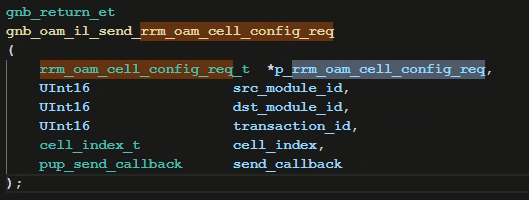 gnb_return_et
gnb_oam_il_send_rrm_oam_cell_config_req
(
rrm_oam_cell_config_req_t *p_rrm_oam_cell_config_req,
UInt16 src_module_id,
UInt16 dst_module_id,
UInt16 transaction_id,
cell_index_t cell_index,
pup_send_callback send_callback
);